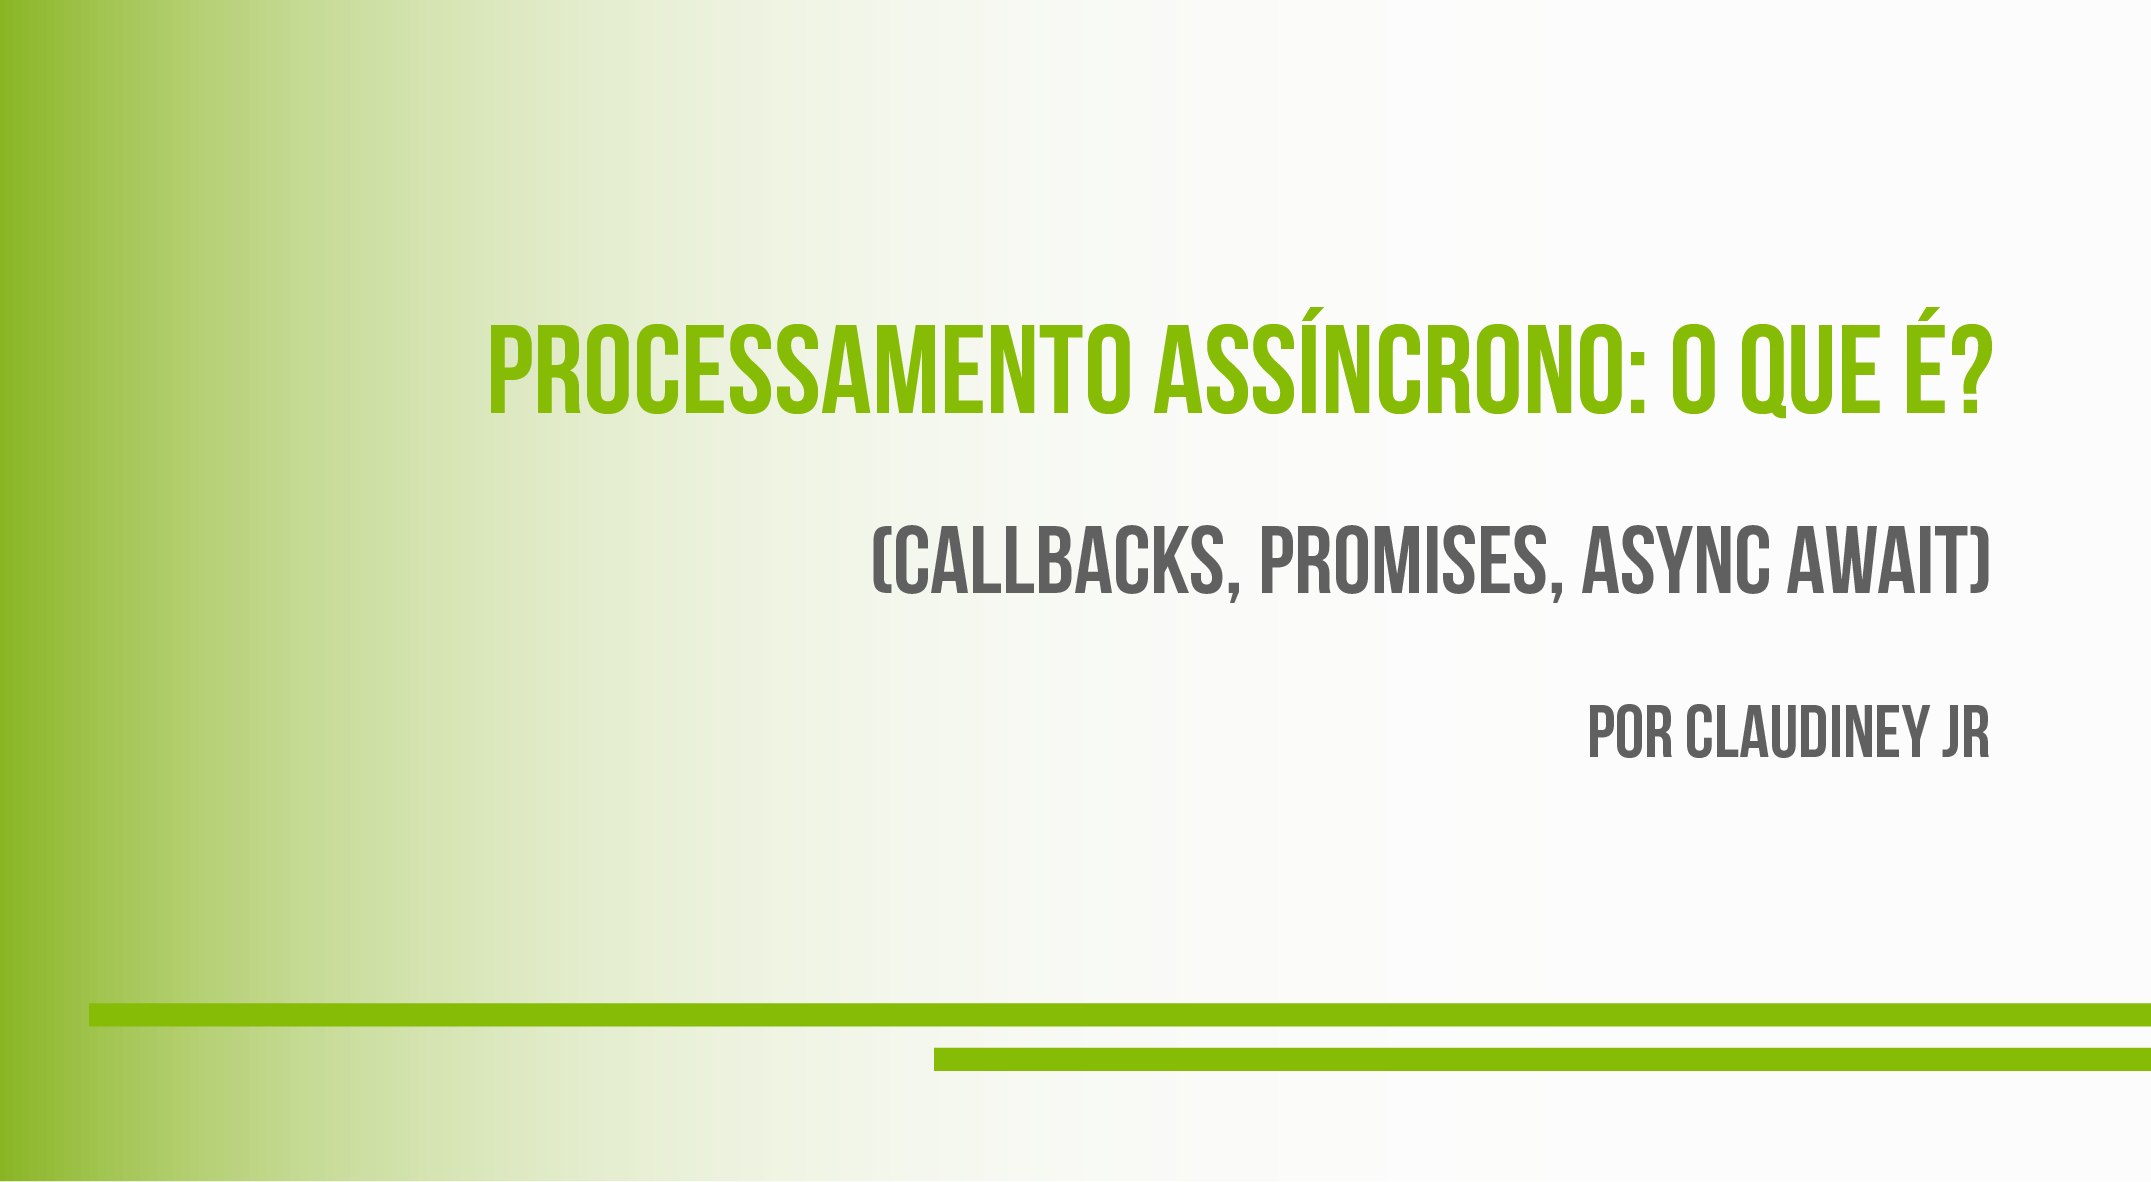 PROCESSAMENTO ASSÍNCRONO: O QUE É?
(CALLBACKS, PROMISES, ASYNC AWAIT)
POR CLAUDINEY JR